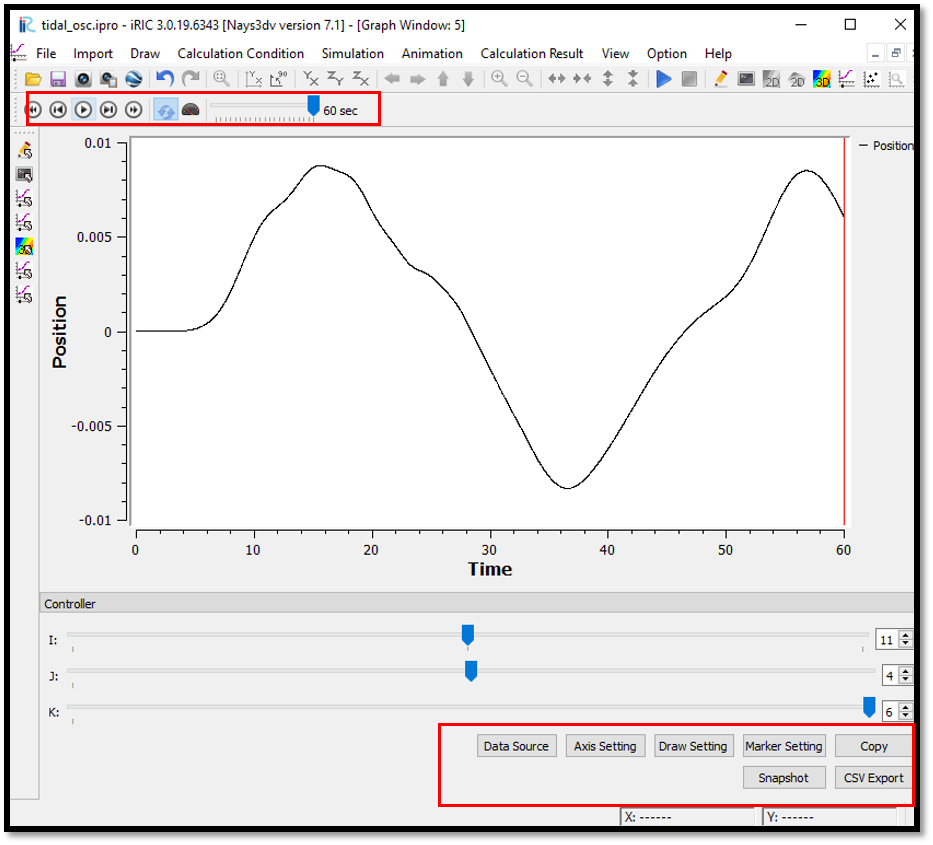 tidal_osc.ipro - iRIC 3.0.19.6343 [Nays3dv version 7.1] - [Graph Window: 5]
File Import Draw Calculation Condition Simulation Animation Calculation Result View Option Help
60 sec
Position
0.01
0.005
0
-0.005
-0.01
Position
0 10 20 30 40 50 60
Time
Controller
I: 11
J: 4
K: 6
Data Source Axis Setting Draw Setting Marker Setting Copy
Snapshot CSV Export
X: ------ Y: ------